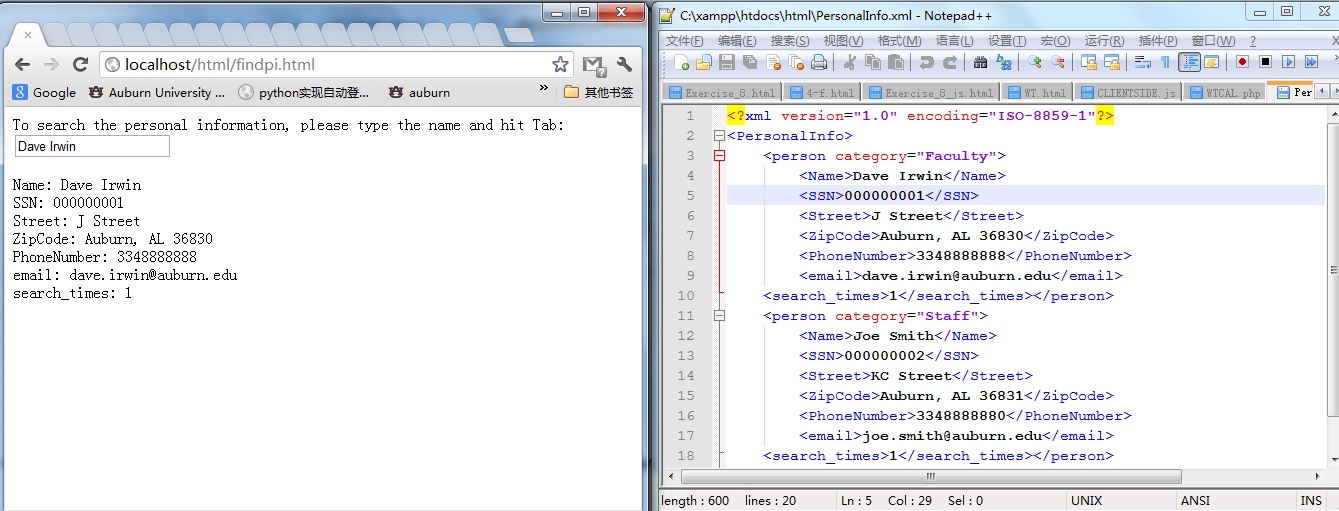 localhost/html/findpi.html
Google
Auburn University ...
python实现自动登...
auburn
»
其他书签
To search the personal information, please type the name and hit Tab:
Dave Irwin
Name: Dave Irwin
SSN: 000000001
Street: J Street
ZipCode: Auburn, AL 36830
PhoneNumber: 3348888888
email: dave.irwin@auburn.edu
search_times: 1
C:\xampp\htdocs\html\PersonalInfo.xml - Notepad++
文件(F) 编辑(E) 搜索(S) 视图(V) 格式(M) 语言(L) 设置(T) 宏(O) 运行(R) 插件(P) 窗口(W) ? X
Exercise_8.html 4-f.html Exercise_8_js.html WT.html CLIENTSIDE.js WTCAL.php Per
1 <?xml version="1.0" encoding="ISO-8859-1"?>
2 <PersonalInfo>
3 <person category="Faculty">
4 <Name>Dave Irwin</Name>
5 <SSN>000000001</SSN>
6 <Street>J Street</Street>
7 <ZipCode>Auburn, AL 36830</ZipCode>
8 <PhoneNumber>3348888888</PhoneNumber>
9 <email>dave.irwin@auburn.edu</email>
10 <search_times>1</search_times></person>
11 <person category="Staff">
12 <Name>Joe Smith</Name>
13 <SSN>000000002</SSN>
14 <Street>KC Street</Street>
15 <ZipCode>Auburn, AL 36831</ZipCode>
16 <PhoneNumber>3348888880</PhoneNumber>
17 <email>joe.smith@auburn.edu</email>
18 <search_times>1</search_times></person>
length : 600 lines : 20 Ln : 5 Col : 29 Sel : 0 UNIX ANSI INS